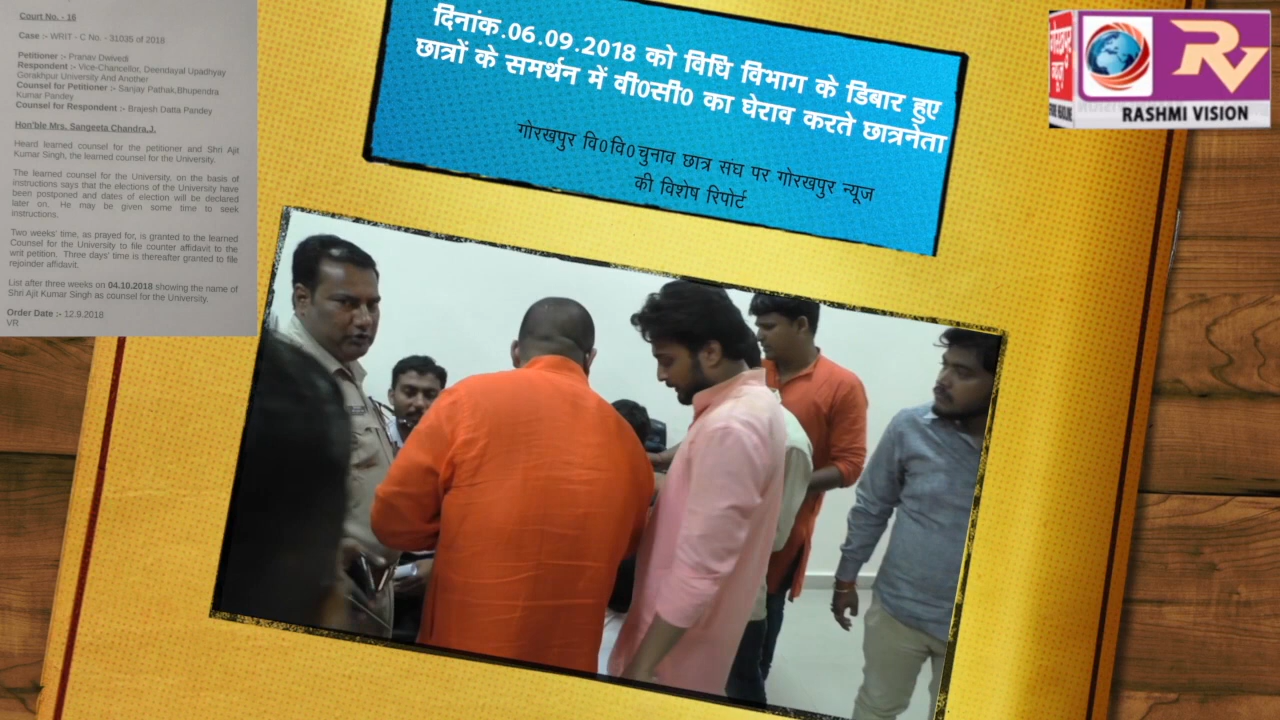 Court No. - 16
Case :- WRIT - C No. - 31035 of 2018
Petitioner :- Pranav Dwivedi
Respondent :- Vice-Chancellor, Deendayal Upadhyay
Gorakhpur University And Another
Counsel for Petitioner :- Sanjay Pathak,Bhupendra
Kumar Pandey
Counsel for Respondent :- Brajesh Datta Pandey
Hon'ble Mrs. Sangeeta Chandra,J.
Heard learned counsel for the petitioner and Shri Ajit
Kumar Singh, the learned counsel for the University.
The learned counsel for the University, on the basis of
instructions says that the elections of the University have
been postponed and dates of election will be declared
later on. He may be given some time to seek
instructions.
Two weeks' time, as prayed for, is granted to the learned
Counsel for the University to file counter affidavit to the
writ petition. Three days' time is thereafter granted to file
rejoinder affidavit.
List after three weeks on 04.10.2018 showing the name of
Shri Ajit Kumar Singh as counsel for the University.
Order Date :- 12.9.2018
VR
दिनांक.06.09.2018 को विधि विभाग के डिबार हुए
छात्रों के समर्थन में वी0सी0 का घेराव करते छात्रनेता
गोरखपुर वि0वि0चुनाव छात्र संघ पर गोरखपुर न्यूज
की विशेष रिपोर्ट
गोरखपुर न्यूज
RV
RASHMI VISION